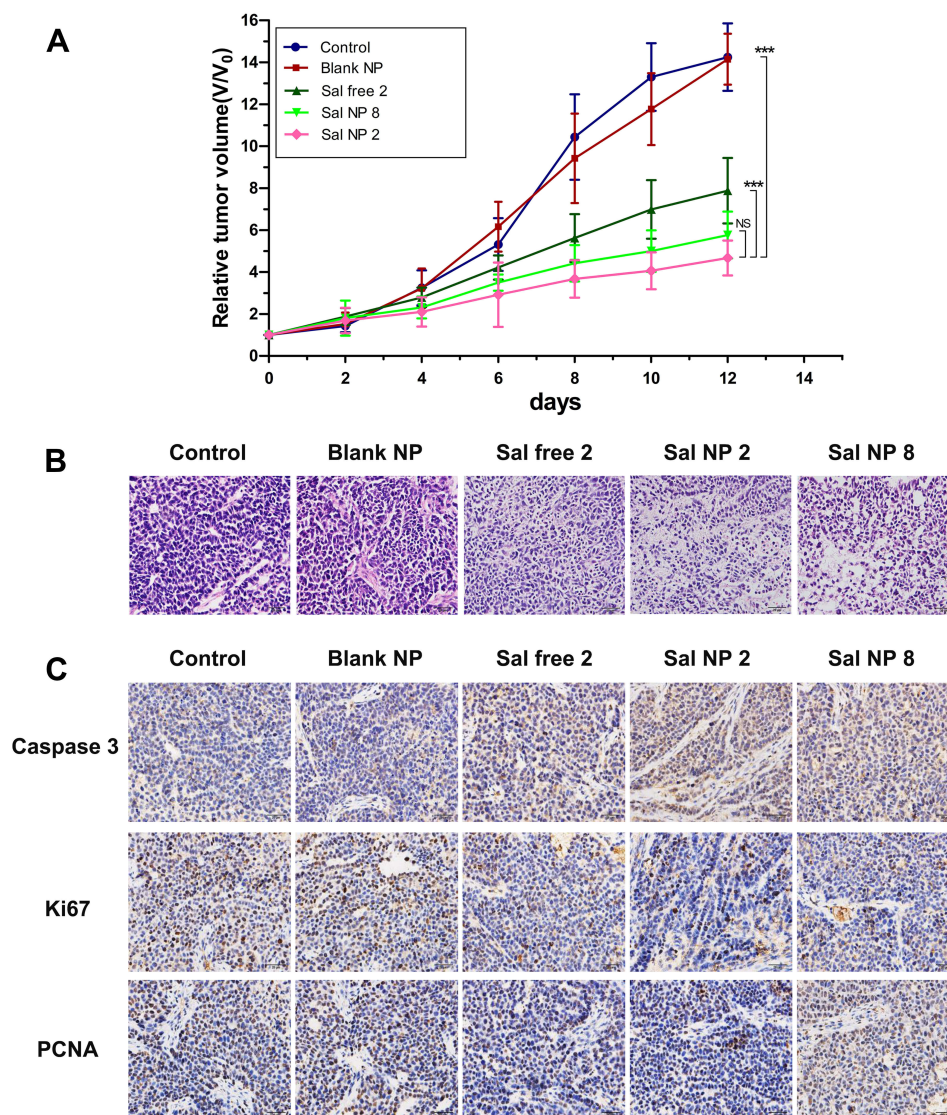 A
Relative tumor volume(V/V0)
16
14
12
10
8
6
4
2
0
Control
Blank NP
Sal free 2
Sal NP 8
Sal NP 2
***
***
NS
0 2 4 6 8 10 12 14
days
B
Control Blank NP Sal free 2 Sal NP 2 Sal NP 8
C
Control Blank NP Sal free 2 Sal NP 2 Sal NP 8
Caspase 3
Ki67
PCNA